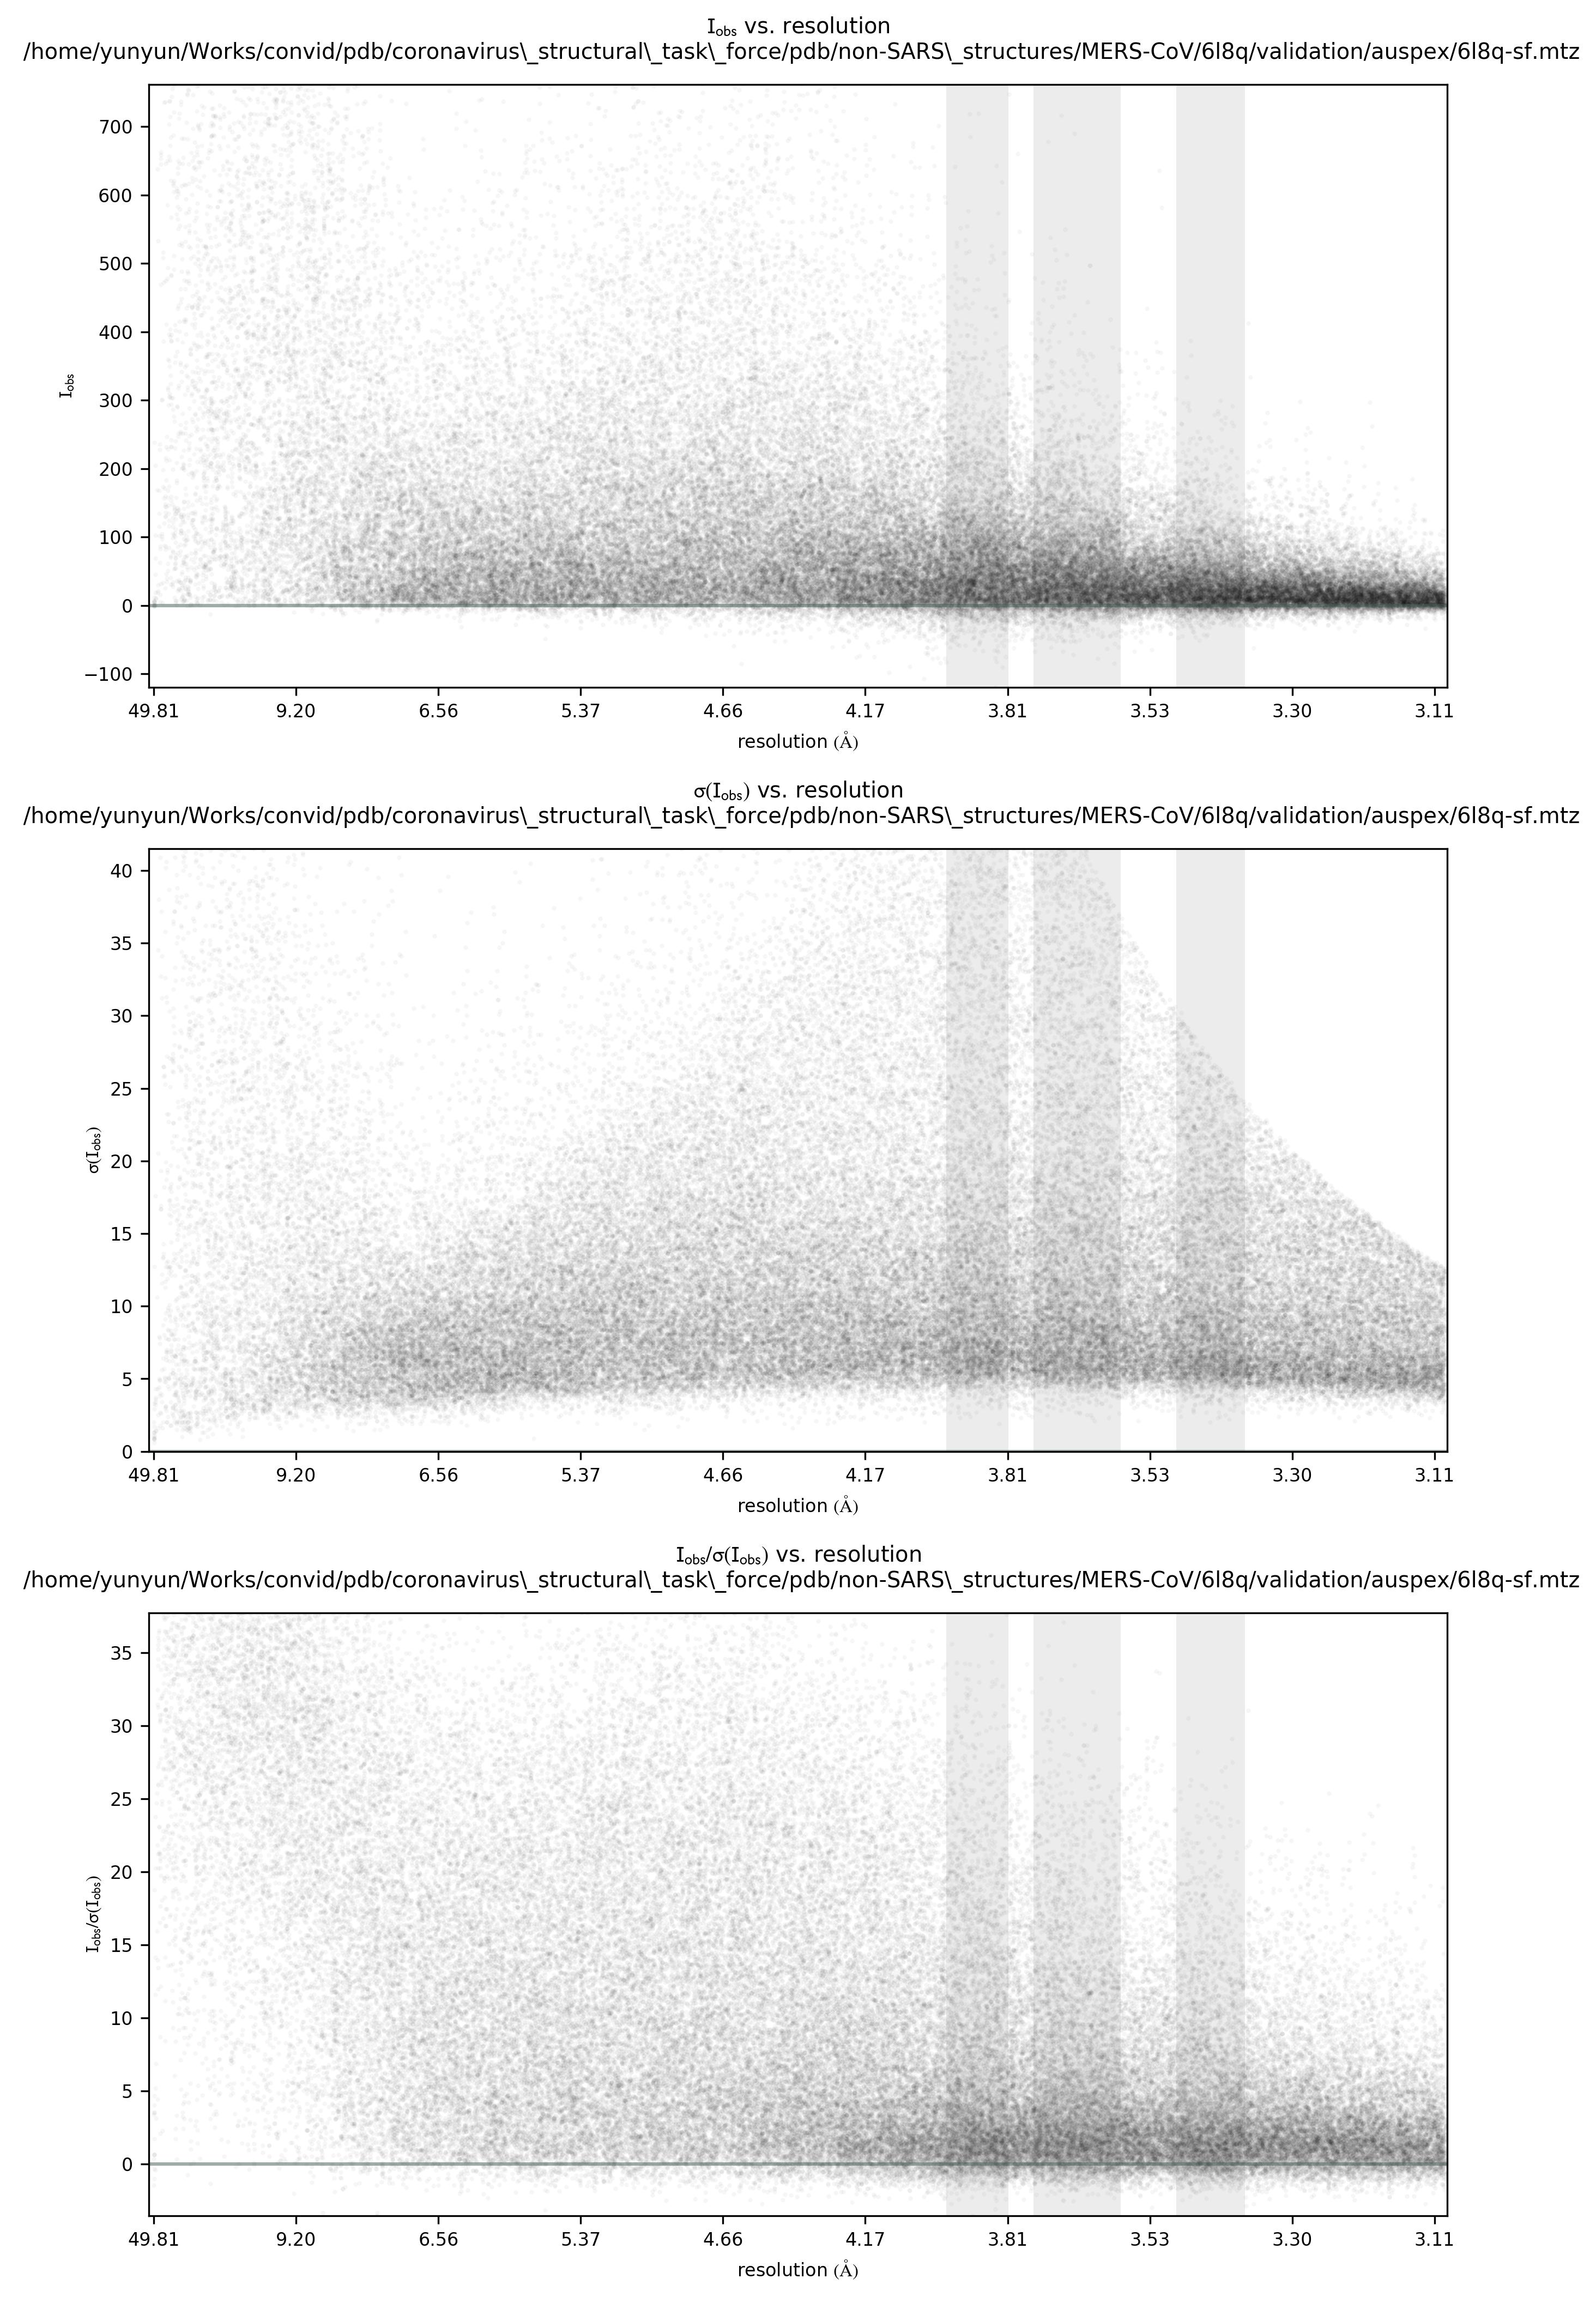 Iobs vs. resolution
/home/yunyun/Works/convid/pdb/coronavirus\_structural\_task\_force/pdb/non-SARS\_structures/MERS-CoV/6l8q/validation/auspex/6l8q-sf.mtz
700
600
500
400
300
200
100
0
−100
Iobs
49.81 9.20 6.56 5.37 4.66 4.17 3.81 3.53 3.30 3.11
resolution (Å)
σ(Iobs) vs. resolution
/home/yunyun/Works/convid/pdb/coronavirus\_structural\_task\_force/pdb/non-SARS\_structures/MERS-CoV/6l8q/validation/auspex/6l8q-sf.mtz
40
35
30
25
20
15
10
5
0
σ(Iobs)
49.81 9.20 6.56 5.37 4.66 4.17 3.81 3.53 3.30 3.11
resolution (Å)
Iobs/σ(Iobs) vs. resolution
/home/yunyun/Works/convid/pdb/coronavirus\_structural\_task\_force/pdb/non-SARS\_structures/MERS-CoV/6l8q/validation/auspex/6l8q-sf.mtz
35
30
25
20
15
10
5
0
Iobs/σ(Iobs)
49.81 9.20 6.56 5.37 4.66 4.17 3.81 3.53 3.30 3.11
resolution (Å)